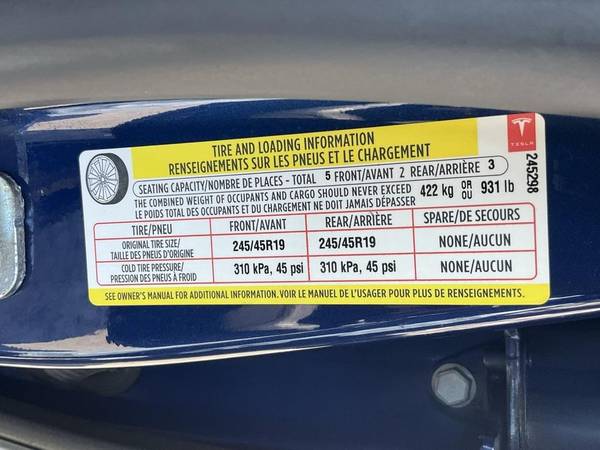 TIRE AND LOADING INFORMATION
RENSEIGNEMENTS SUR LES PNEUS ET LE CHARGEMENT
TESLA
245298
SEATING CAPACITY/NOMBRE DE PLACES - TOTAL 5 FRONT/AVANT 2 REAR/ARRIÈRE 3
THE COMBINED WEIGHT OF OCCUPANTS AND CARGO SHOULD NEVER EXCEED 422 kg OR 931 lb
LE POIDS TOTAL DES OCCUPANTS ET DU CHARGEMENT NE DOIT JAMAIS DÉPASSER OU
TIRE/PNEU FRONT/AVANT REAR/ARRIÈRE SPARE/DE SECOURS
ORIGINAL TIRE SIZE/
TAILLE DES PNEUS D'ORIGINE 245/45R19 245/45R19 NONE/AUCUN
COLD TIRE PRESSURE/
PRESSION DES PNEUS À FROID 310 kPa, 45 psi 310 kPa, 45 psi NONE/AUCUN
SEE OWNER'S MANUAL FOR ADDITIONAL INFORMATION. VOIR LE MANUEL DE L'USAGER POUR PLUS DE RENSEIGNEMENTS.